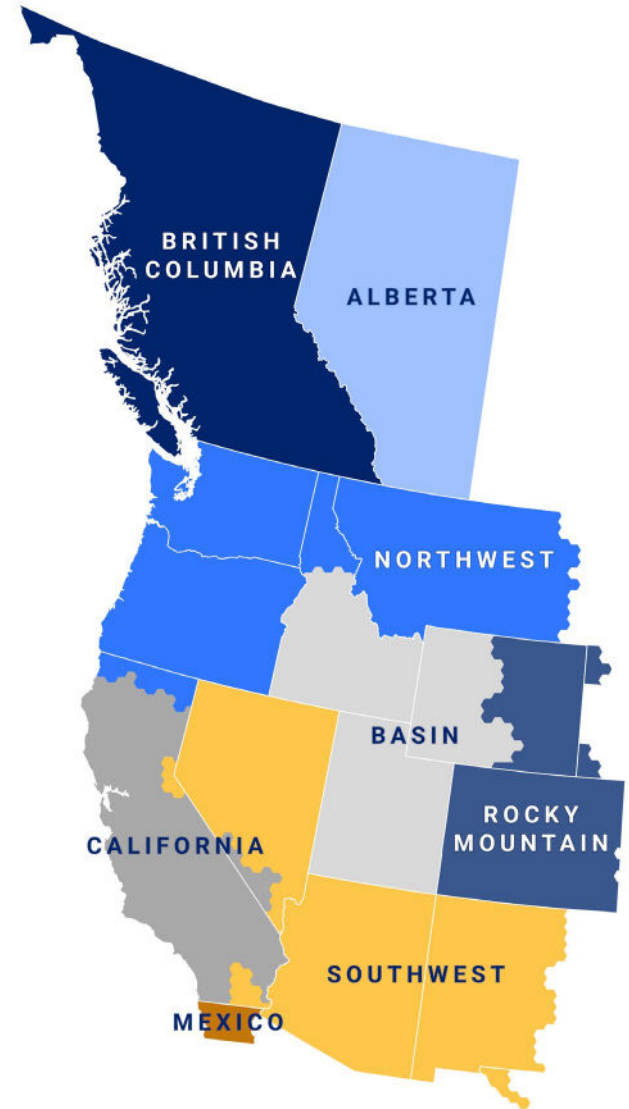 BRITISH
COLUMBIA
ALBERTA
NORTHWEST
BASIN
ROCKY
MOUNTAIN
CALIFORNIA
SOUTHWEST
MEXICO